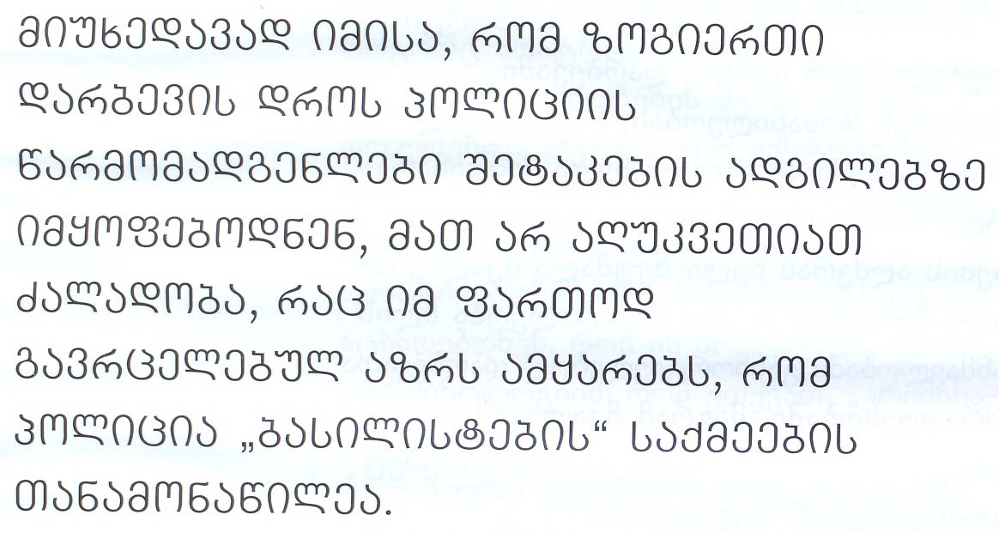 მიუხედავად იმისა, რომ ზოგიერთი
დარბევის დროს პოლიციის
წარმომადგენლები შეტაკების ადგილებზე
იმყოფებოდნენ, მათ არ აღუკვეთიათ
ძალადობა, რაც იმ ფართოდ
გავრცელებულ აზრს ამყარებს, რომ
პოლიცია „ბასილისტების“ საქმეების
თანამონაწილეა.